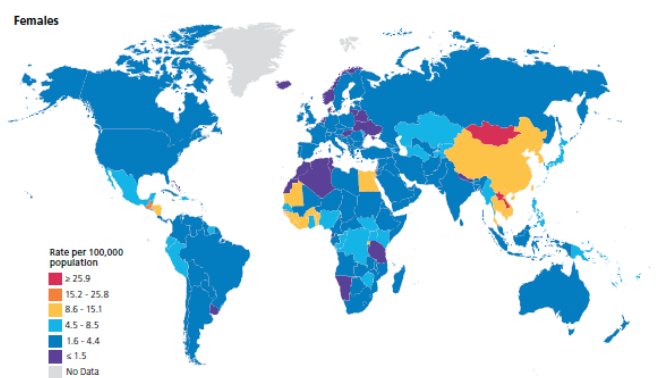 Females
Rate per 100,000
population
≥ 25.9
15.2 - 25.8
8.6 - 15.1
4.5 - 8.5
1.6 - 4.4
≤ 1.5
No Data